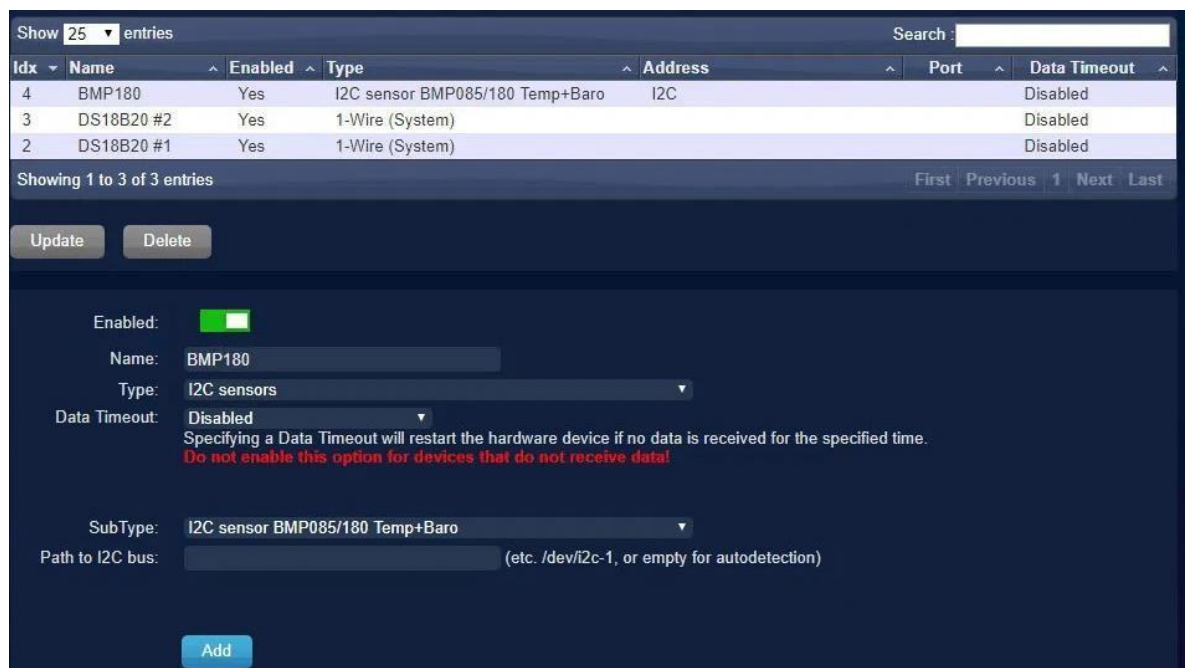 Show 25 entries Search :
Idx Name Enabled Type Address Port Data Timeout
4 BMP180 Yes I2C sensor BMP085/180 Temp+Baro I2C Disabled
3 DS18B20 #2 Yes 1-Wire (System) Disabled
2 DS18B20 #1 Yes 1-Wire (System) Disabled
Showing 1 to 3 of 3 entries First Previous 1 Next Last
Update Delete
Enabled:
Name: BMP180
Type: I2C sensors
Data Timeout: Disabled
Specifying a Data Timeout will restart the hardware device if no data is received for the specified time.
Do not enable this option for devices that do not receive data!
SubType: I2C sensor BMP085/180 Temp+Baro
Path to I2C bus: (etc. /dev/i2c-1, or empty for autodetection)
Add